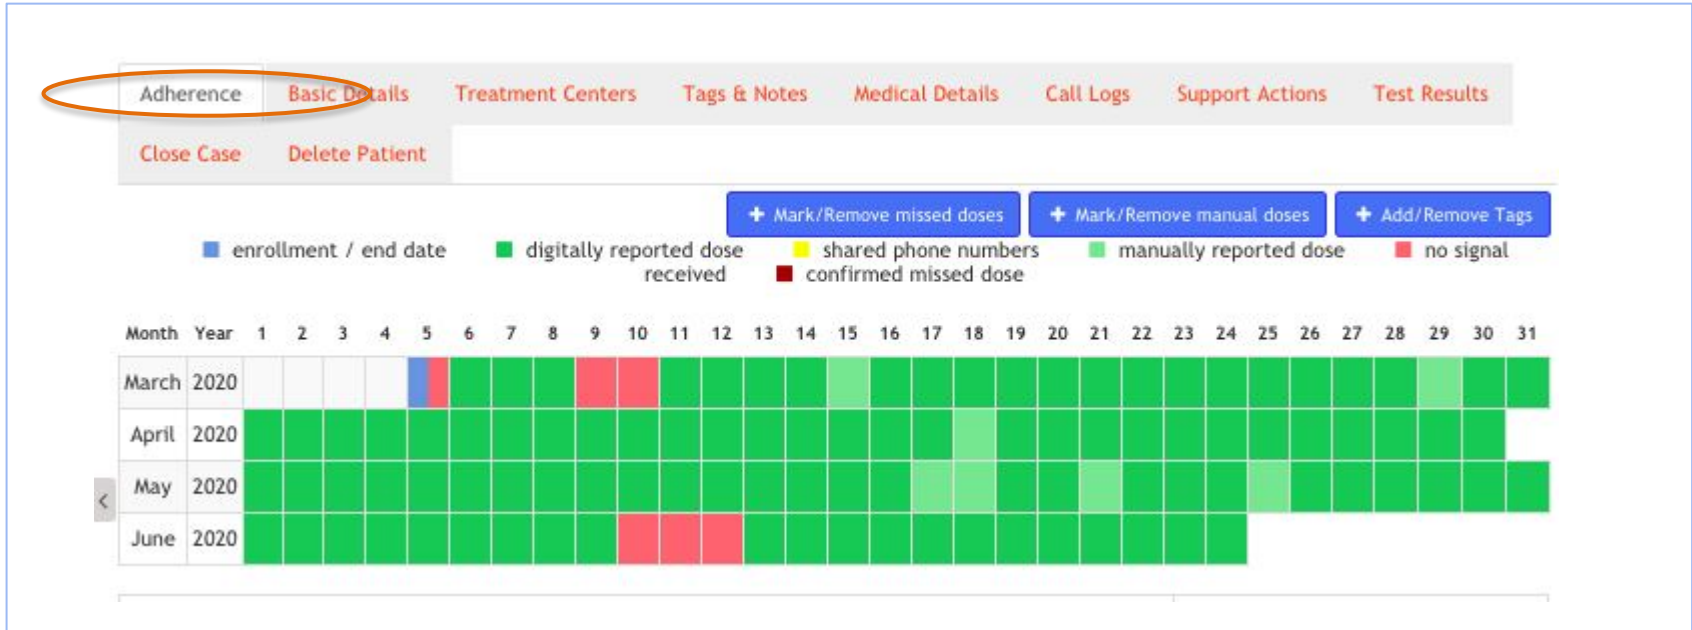 Adherence Basic Details Treatment Centers Tags & Notes Medical Details Call Logs Support Actions Test Results
Close Case Delete Patient
+ Mark/Remove missed doses + Mark/Remove manual doses + Add/Remove Tags
enrollment / end date digitally reported dose shared phone numbers manually reported dose no signal
received confirmed missed dose
Month Year 1 2 3 4 5 6 7 8 9 10 11 12 13 14 15 16 17 18 19 20 21 22 23 24 25 26 27 28 29 30 31
March 2020
April 2020
May 2020
June 2020